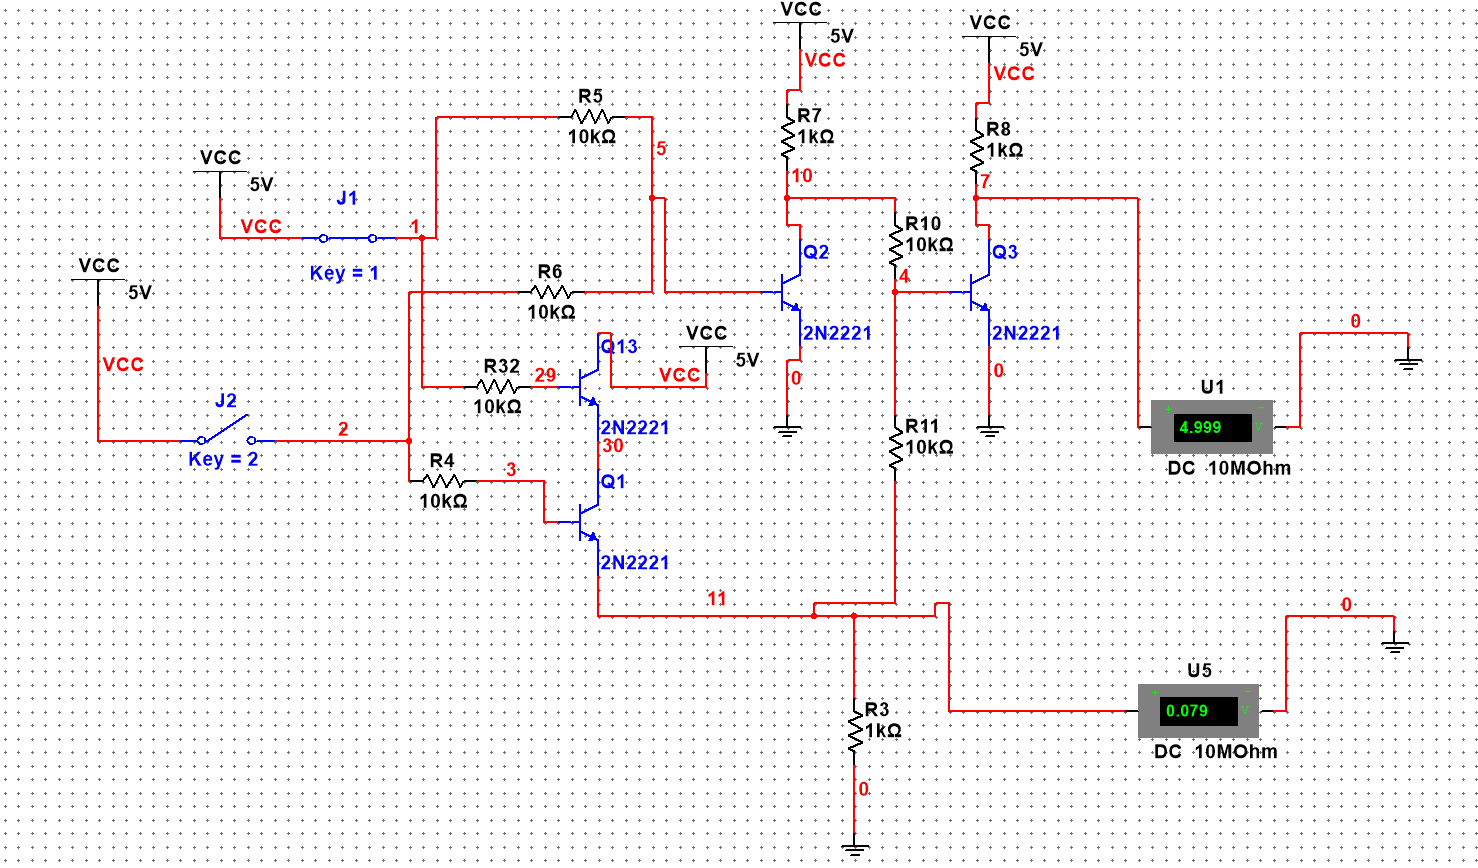 VCC
5V
VCC
VCC
5V
VCC
R5
10kΩ
R7
1kΩ
R8
1kΩ
5
VCC
5V
10
7
J1
VCC
1
Key = 1
R10
10kΩ
Q2
Q3
VCC
5V
R6
10kΩ
4
2N2221
2N2221
VCC
5V
Q13
0
VCC
R32
10kΩ
29
VCC
0
0
U1
4.999
V
DC 10MOhm
J2
Key = 2
2
2N2221
30
R11
10kΩ
R4
10kΩ
3
Q1
2N2221
11
0
U5
0.079
V
DC 10MOhm
R3
1kΩ
0